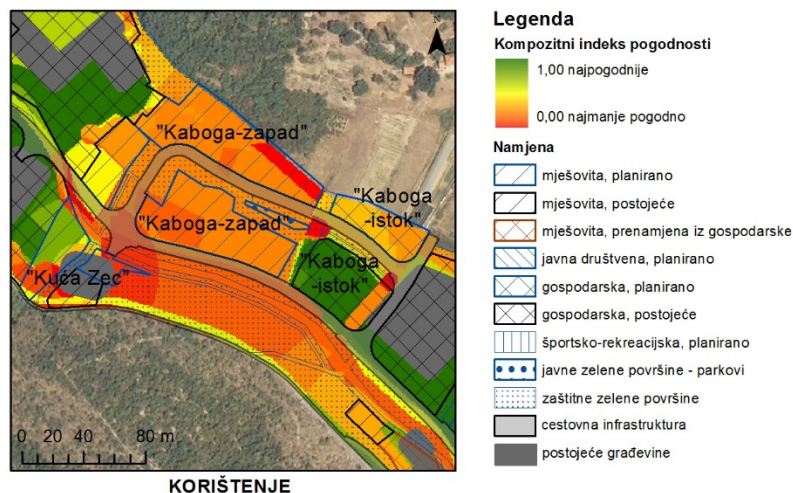 N
"Kaboga-zapad"
"Kaboga
-istok"
"Kaboga-zapad"
"Kaboga
-istok"
"Kuća Zec"
0 20 40 80 m
KORIŠTENJE
Legenda
Kompozitni indeks pogodnosti
1,00 najpogodnije
0,00 najmanje pogodno
Namjena
mješovita, planirano
mješovita, postojeće
mješovita, prenamjena iz gospodarske
javna društvena, planirano
gospodarska, planirano
gospodarska, postojeće
športsko-rekreacijska, planirano
javne zelene površine - parkovi
zaštitne zelene površine
cestovna infrastruktura
postojeće građevine